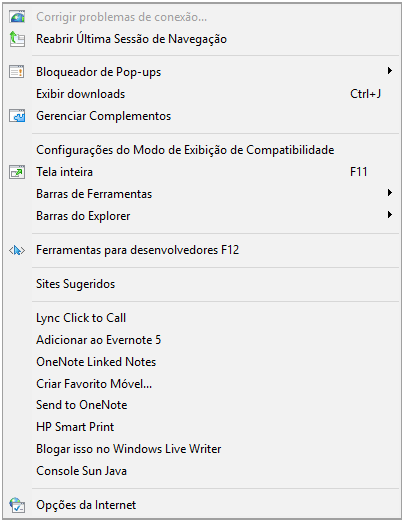 Corrigir problemas de conexão...
Reabrir Última Sessão de Navegação
Bloqueador de Pop-ups
Exibir downloads Ctrl+J
Gerenciar Complementos
Configurações do Modo de Exibição de Compatibilidade
Tela inteira F11
Barras de Ferramentas
Barras do Explorer
Ferramentas para desenvolvedores F12
Sites Sugeridos
Lync Click to Call
Adicionar ao Evernote 5
OneNote Linked Notes
Criar Favorito Móvel...
Send to OneNote
HP Smart Print
Blogar isso no Windows Live Writer
Console Sun Java
Opções da Internet